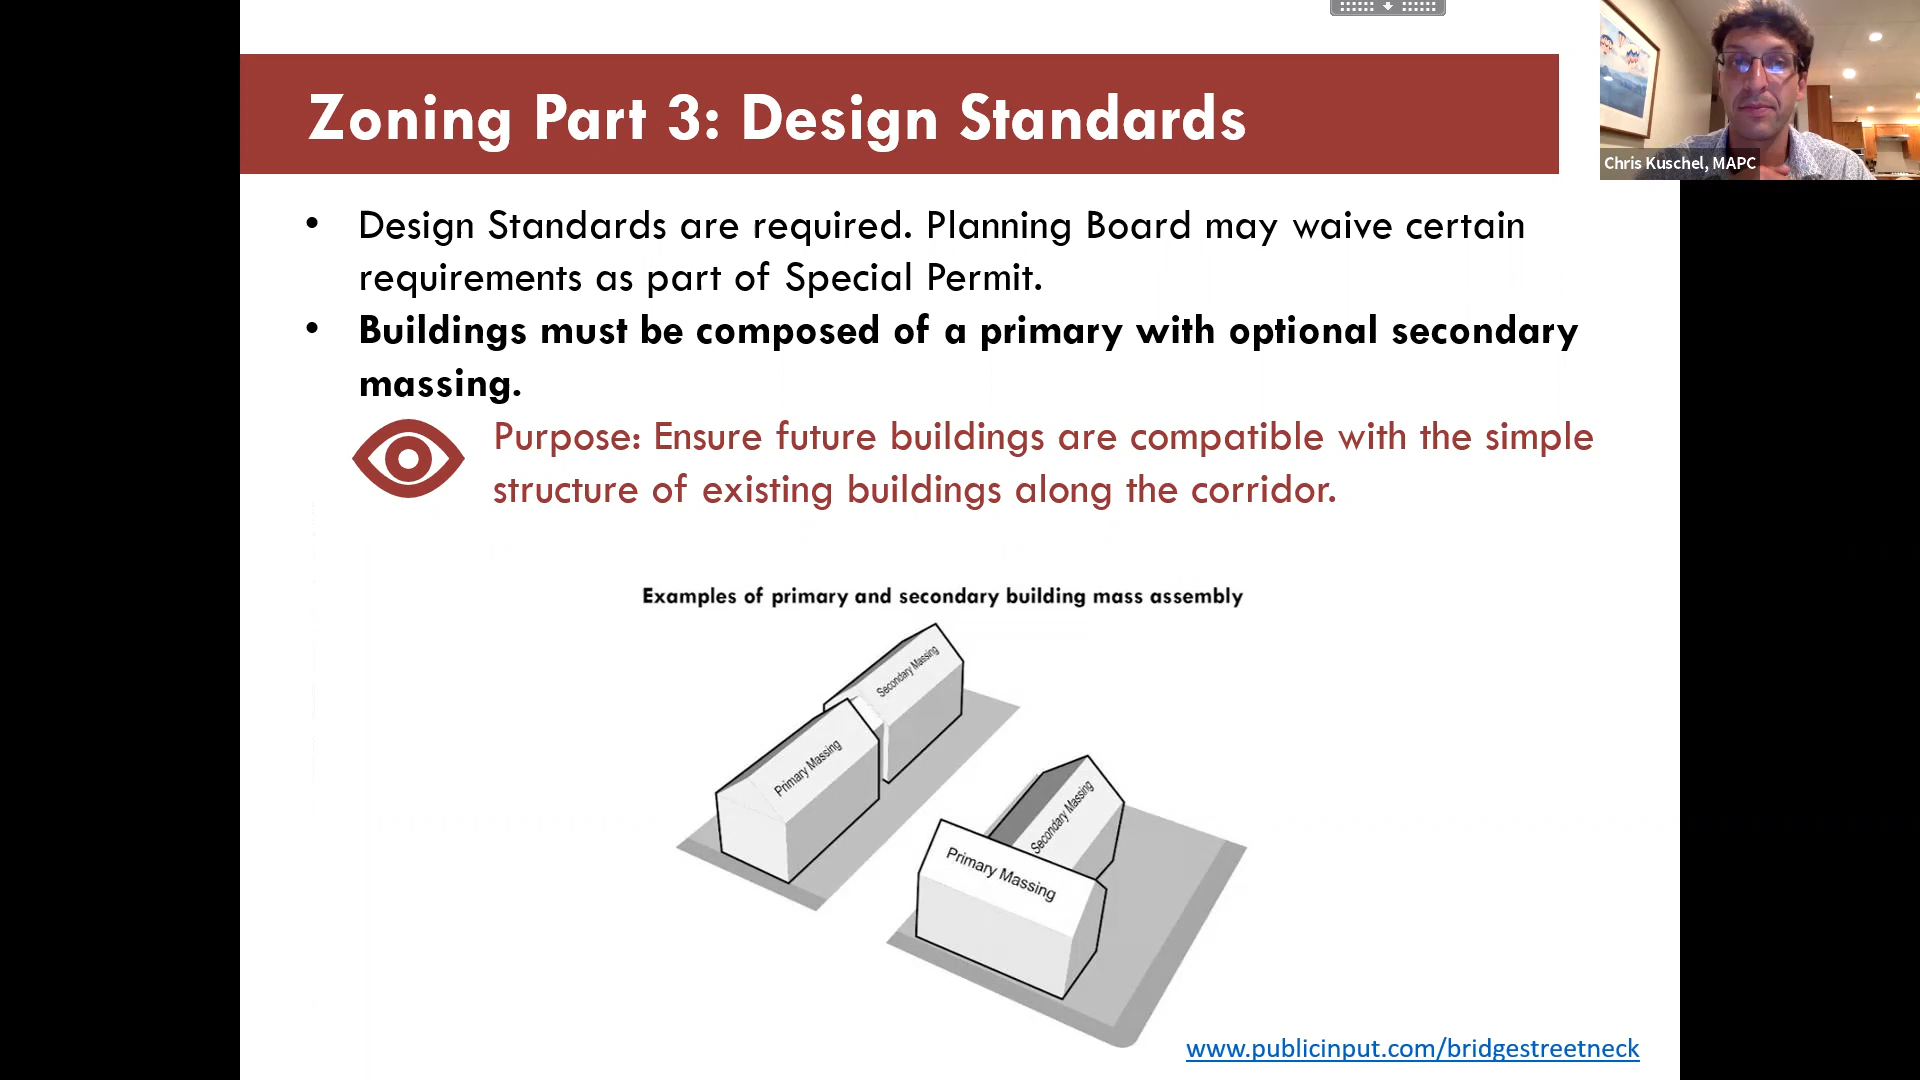 Zoning Part 3: Design Standards
Chris Kuschel, MAPC
• Design Standards are required. Planning Board may waive certain
requirements as part of Special Permit.
• Buildings must be composed of a primary with optional secondary
massing.
Purpose: Ensure future buildings are compatible with the simple
structure of existing buildings along the corridor.
Examples of primary and secondary building mass assembly
Secondary Massing
Primary Massing
Secondary Massing
Primary Massing
www.publicinput.com/bridgestreetneck